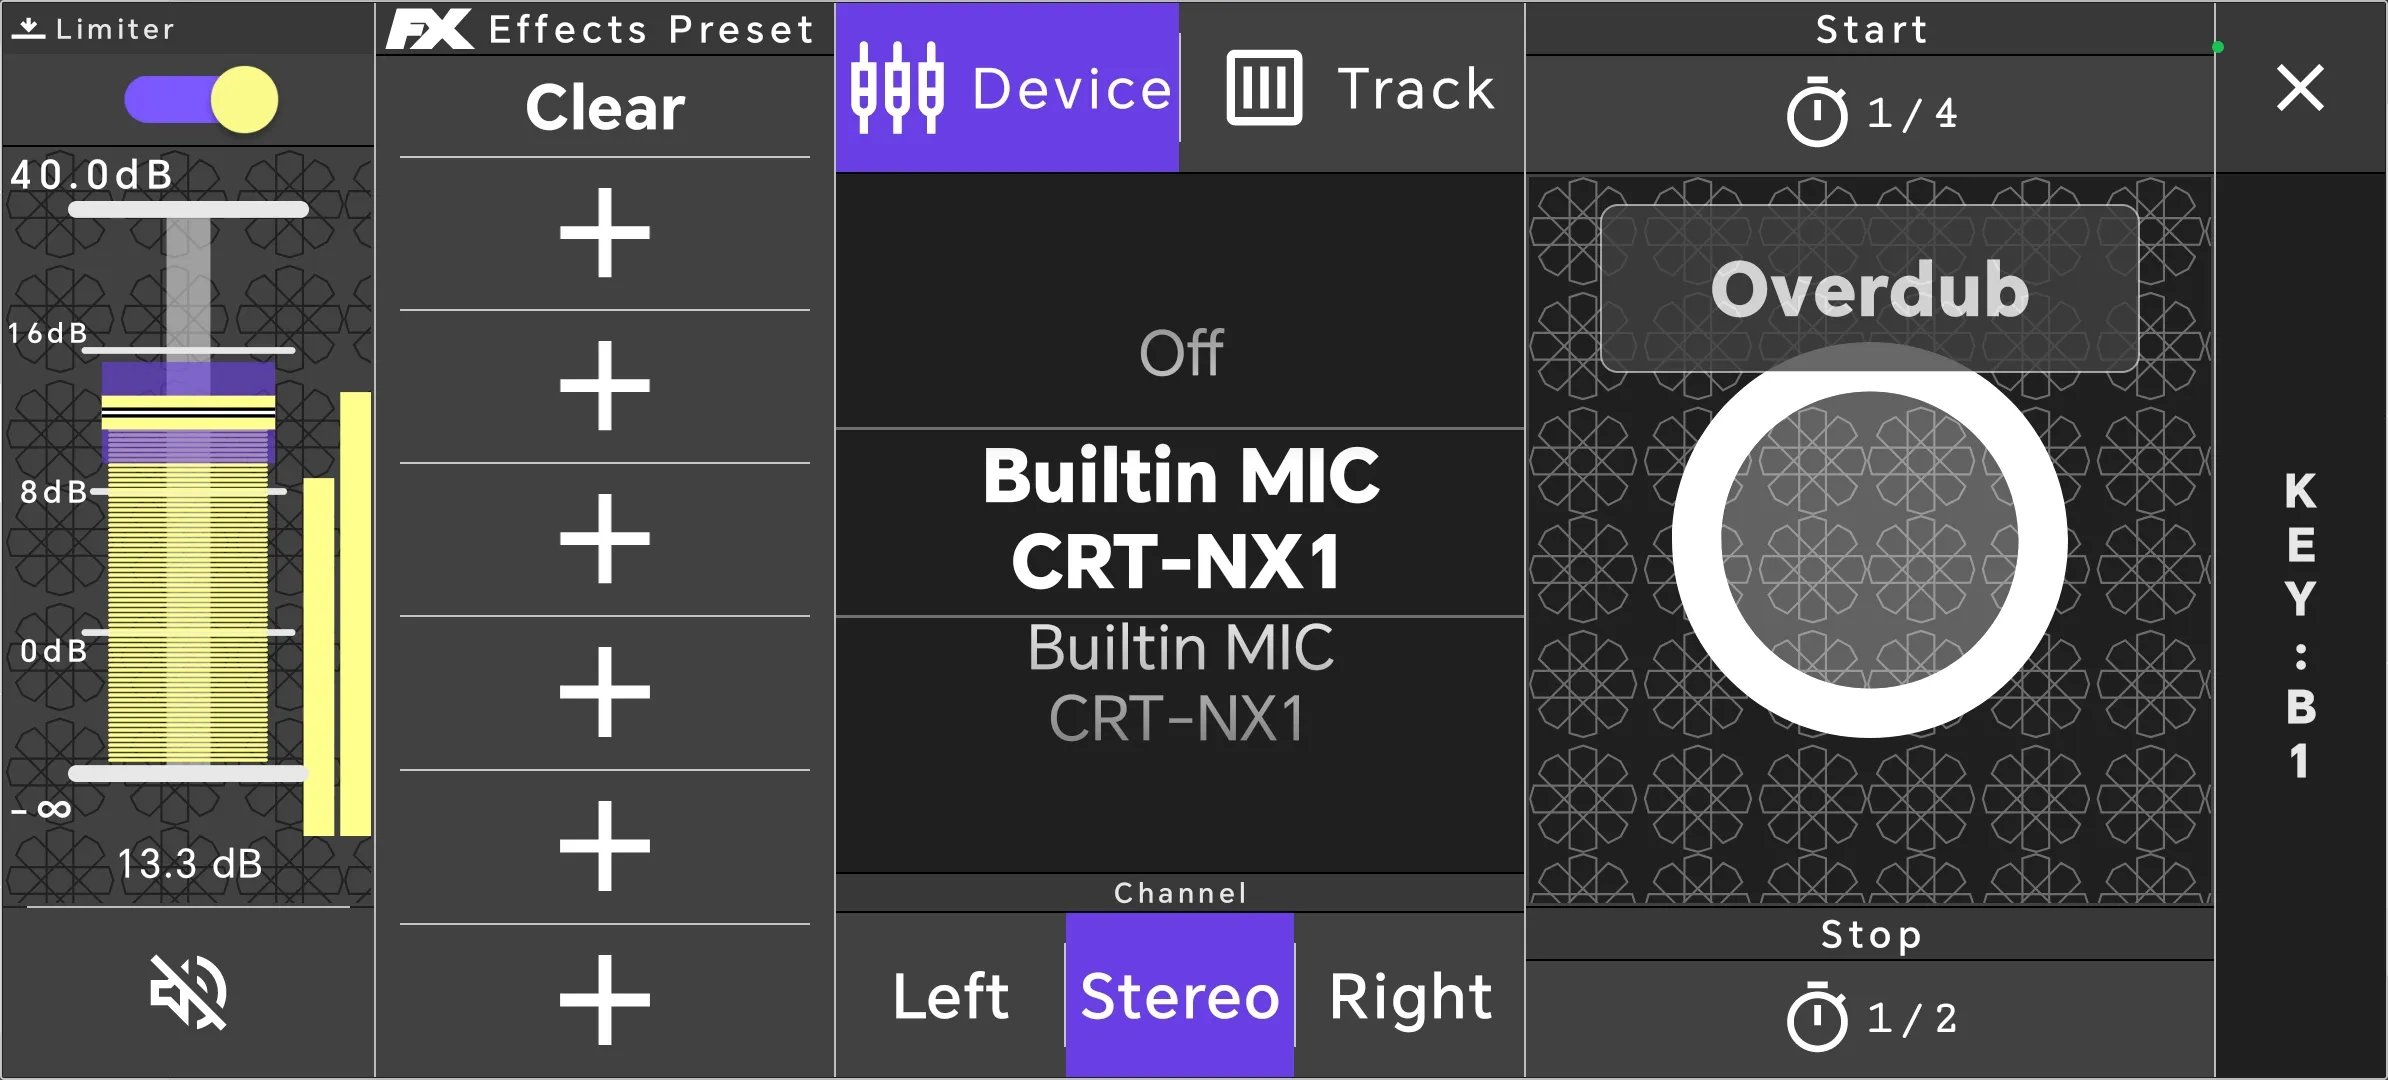 Limiter
40.0dB
16dB
8dB
0dB
-∞
13.3 dB
FX Effects Preset
Clear
Device
Track
Off
Builtin MIC
CRT-NX1
Builtin MIC
CRT-NX1
Channel
Left
Stereo
Right
Start
1/4
Overdub
Stop
1/2
KEY:B1